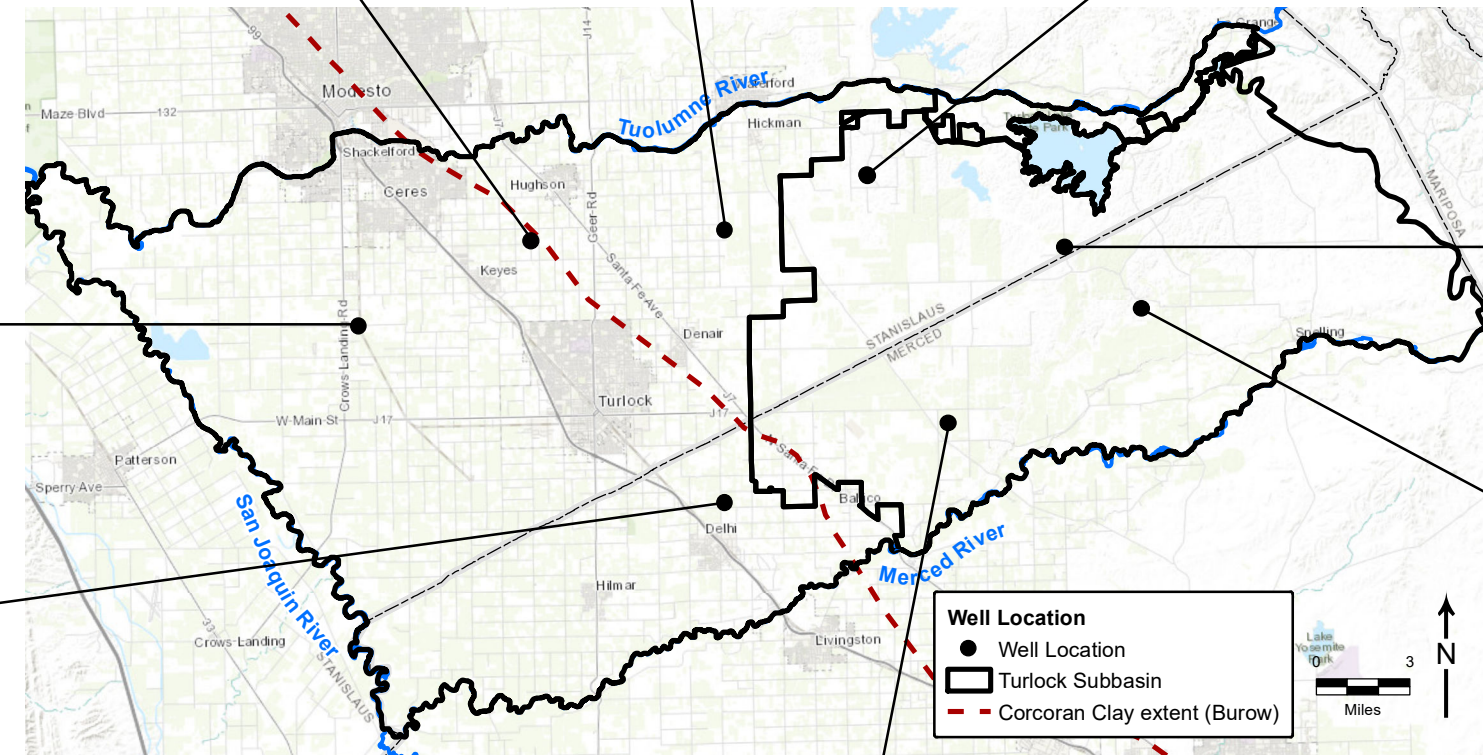 99
J14
La Grange
Modesto
Maze Blvd
132
J7
Tuolumne River
Waterford
Hickman
Shackelford
Ceres
Hughson
Geer Rd
MARIPOSA
Keyes
Santa Fe Ave
Crows Landing Rd
Denair
STANISLAUS
MERCED
Snelling
Turlock
J7
J17
W-Main-St
J17
Patterson
Sperry Ave
Ballico
Delhi
San Joaquin River
Merced River
Hilmar
Crows-Landing
33
STANISLAUS
Livingston
Lake
Yosemite
Park
Well Location
Well Location
Turlock Subbasin
Corcoran Clay extent (Burow)
0 3
Miles
N